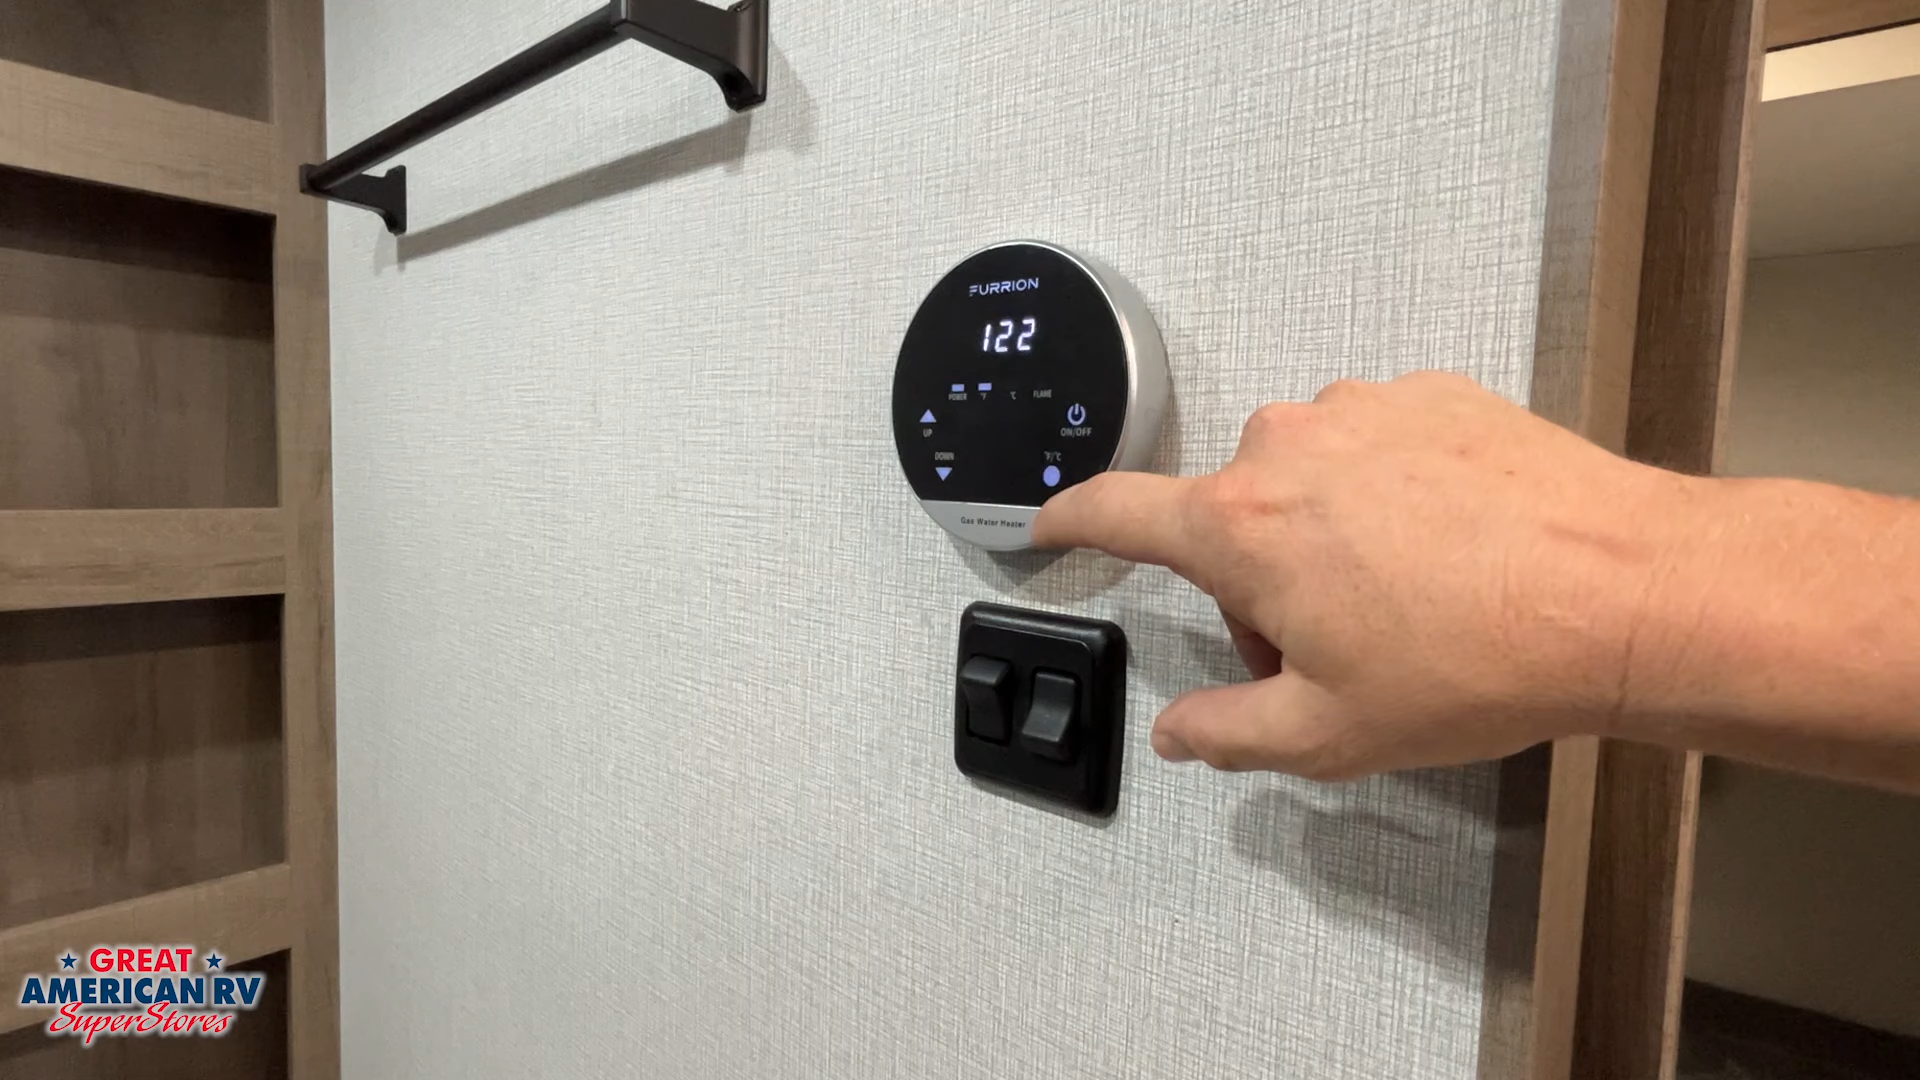 FURRION
122
POWER °F °C FLAME
UP
ON/OFF
DOWN
°F/°C
Gas Water Heater
GREAT
AMERICAN RV
SuperStores